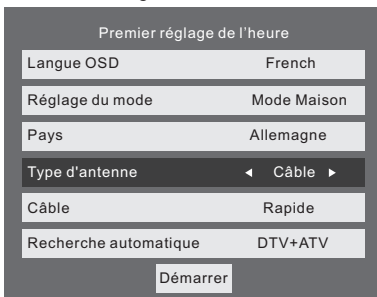 Premier réglage de l'heure
Langue OSD French
Réglage du mode Mode Maison
Pays Allemagne
Type d'antenne ◄ Câble ►
Câble Rapide
Recherche automatique DTV+ATV
Démarrer